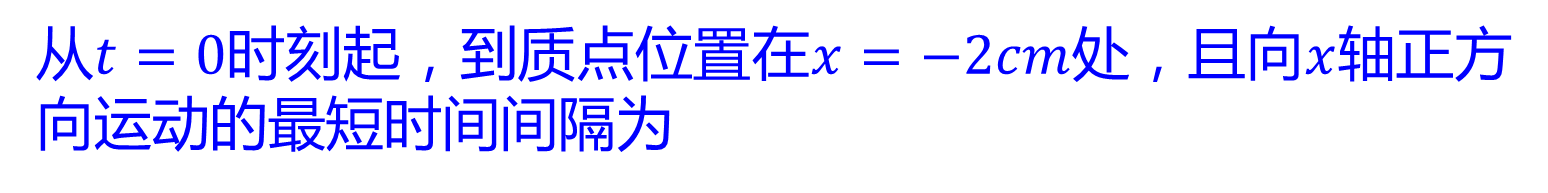 从t = 0时刻起，到质点位置在x = −2cm处，且向x轴正方
向运动的最短时间间隔为